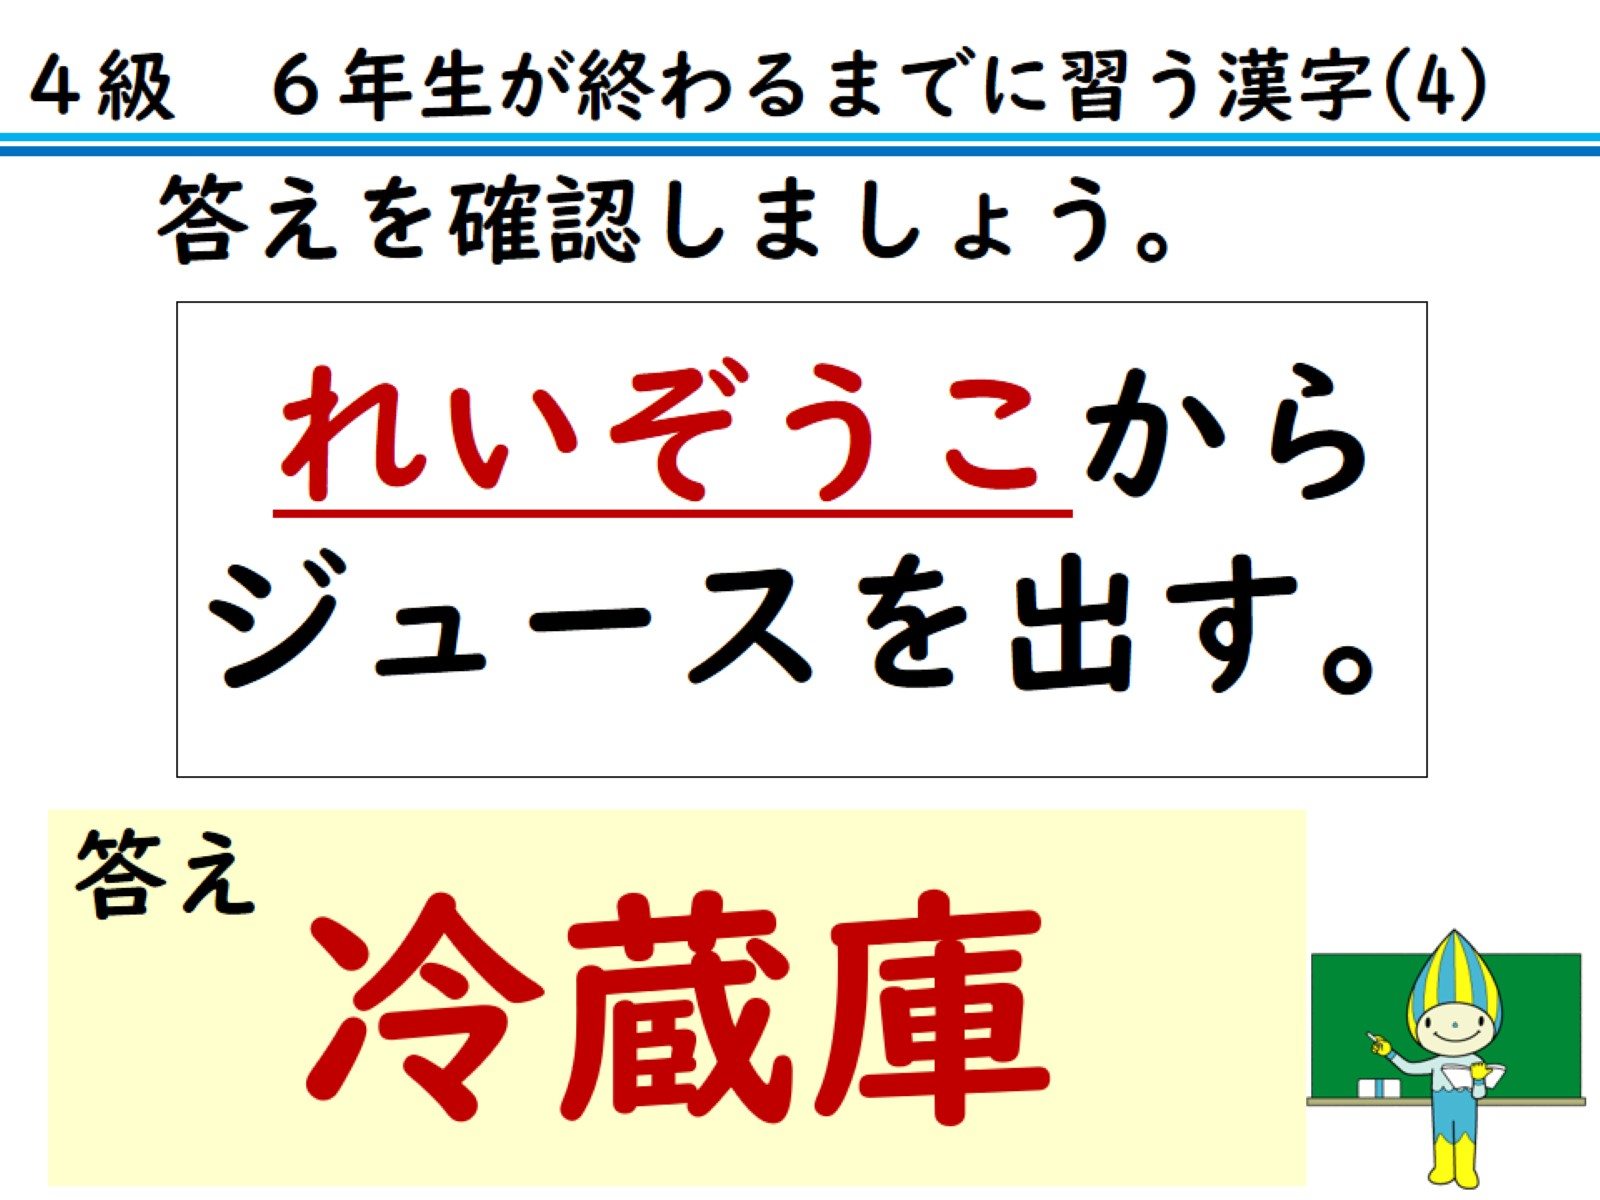 ４級　６年生が終わるまでに習う漢字(4)
答えを確認しましょう。
れいぞうこから
ジュースを出す。
答え
冷蔵庫